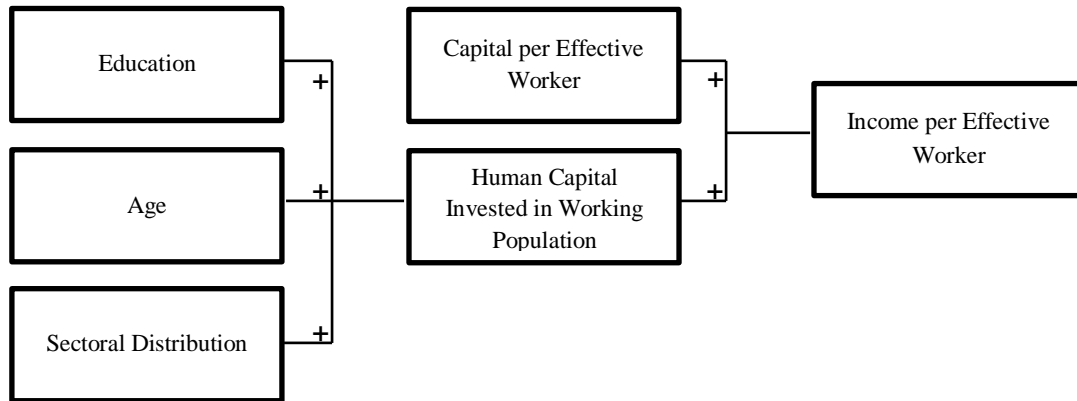 Education
+
Age
+
Sectoral Distribution
+
Capital per Effective
Worker
+
Human Capital
Invested in Working
Population
+
Income per Effective
Worker